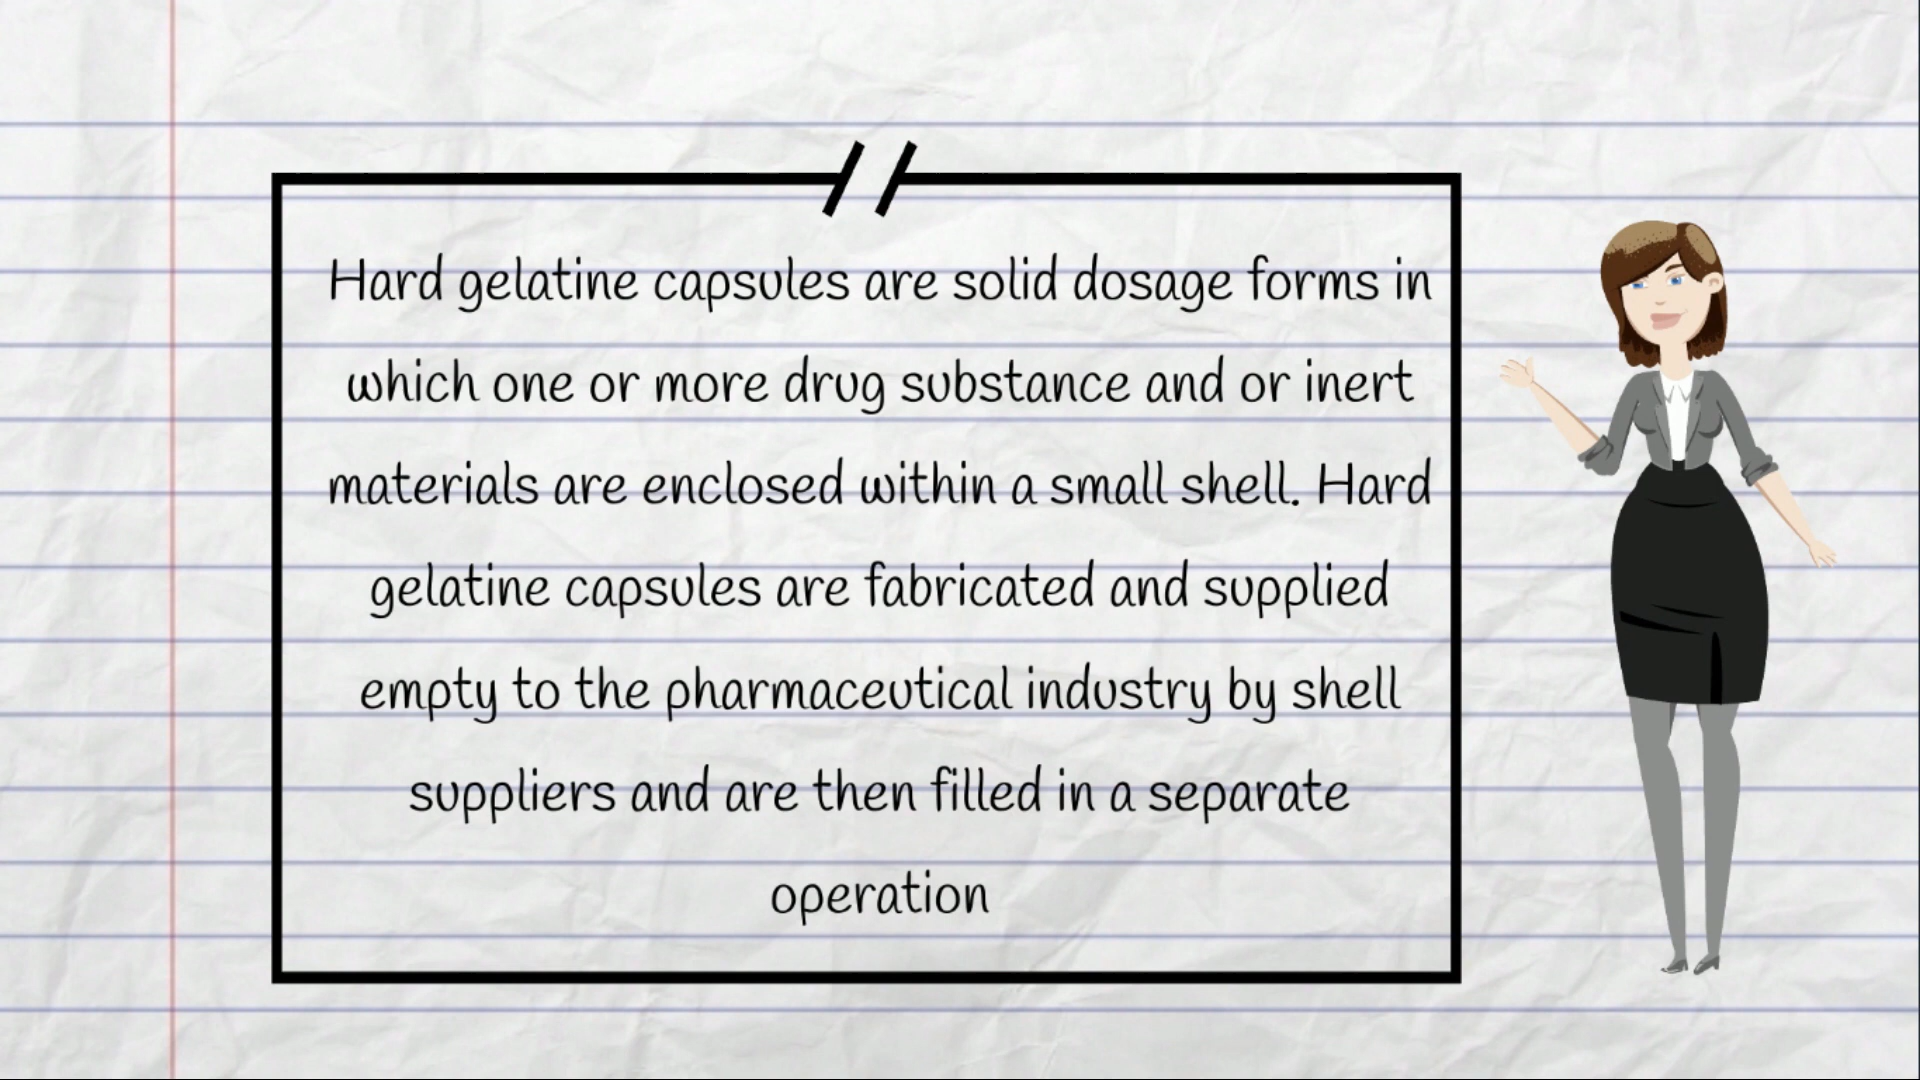 Hard gelatine capsules are solid dosage forms in
which one or more drug substance and or inert
materials are enclosed within a small shell. Hard
gelatine capsules are fabricated and supplied
empty to the pharmaceutical industry by shell
suppliers and are then filled in a separate
operation